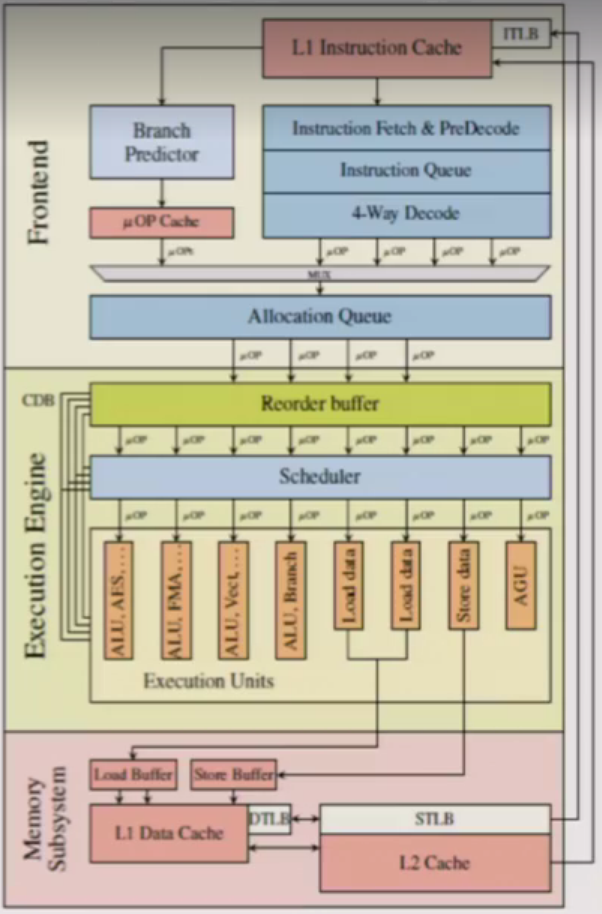 L1 Instruction Cache
ITLB
Branch
Predictor
Instruction Fetch & PreDecode
Instruction Queue
μOP Cache
4-Way Decode
μOPs
μOP
μOP
μOP
μOP
MUX
Allocation Queue
μOP
μOP
μOP
μOP
Frontend
CDB
Reorder buffer
μOP
μOP
μOP
μOP
μOP
μOP
μOP
μOP
Scheduler
μOP
μOP
μOP
μOP
μOP
μOP
μOP
μOP
ALU, AES, . . .
ALU, FMA, . . .
ALU, Vect, . . .
ALU, Branch
Load data
Load data
Store data
AGU
Execution Units
Execution Engine
Load Buffer
Store Buffer
L1 Data Cache
DTLB
STLB
L2 Cache
Memory
Subsystem